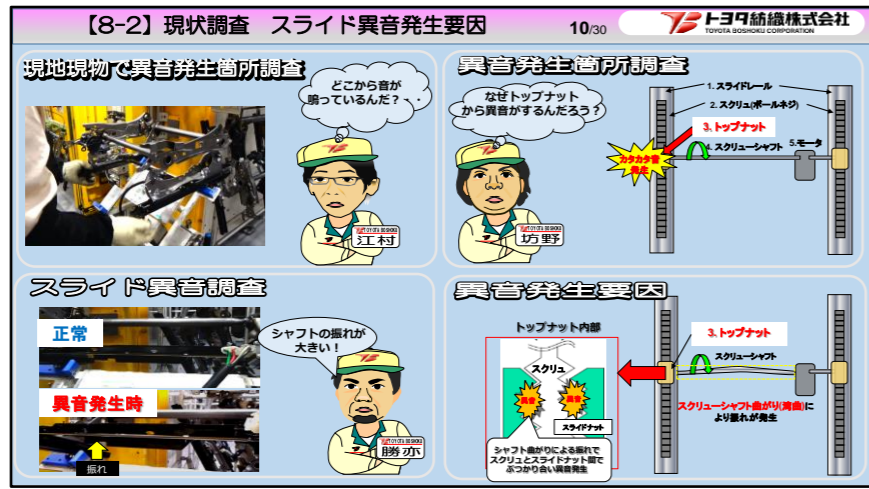 【8-2】現状調査　スライド異音発生要因
10/30
トヨタ紡織株式会社
TOYOTA BOSHOKU CORPORATION
現地現物で異音発生箇所調査
どこから音が
鳴っているんだ？・・
TOYOTA BOSHOKU
江村
異音発生箇所調査
なぜトップナット
から異音がするんだろう？
TOYOTA BOSHOKU
坊野
1. スライドレール
2. スクリュ(ボールネジ)
3. トップナット
4. スクリューシャフト
5.モータ
カタカタ音
発生
スライド異音調査
正常
異音発生時
振れ
シャフトの振れが
大きい！
TOYOTA BOSHOKU
勝亦
異音発生要因
トップナット内部
スクリュ
異音
異音
スライドナット
シャフト曲がりによる振れで
スクリュとスライドナット間で
ぶつかり合い異音発生
3. トップナット
スクリューシャフト
スクリューシャフト曲がり(湾曲)に
より振れが発生